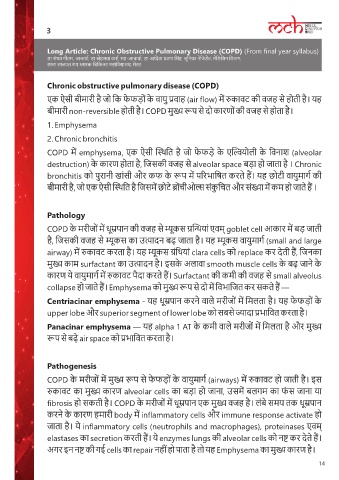 3
mch
Long Article: Chronic Obstructive Pulmonary Disease (COPD) (From final year syllabus)
Chronic obstructive pulmonary disease (COPD)
एक ऐसी बीमारी है जो कि फेफड़ों के वायु प्रवाह (air flow) में रुकावट की वजह से होती है। यह
बीमारी non-reversible होती है। COPD मुख्य रूप से दो कारणों की वजह से होता है।
1. Emphysema
2. Chronic bronchitis
COPD में emphysema, एक ऐसी स्थिति है जो फेफड़े के एल्वियोली के विनाश (alveolar
destruction) के कारण होता है, जिसकी वजह से alveolar space बड़ा हो जाता है । Chronic
bronchitis को पुरानी खांसी और कफ के रूप में परिभाषित करते हैं। यह छोटी वायुमार्ग की
बीमारी है, जो एक ऐसी स्थिति है जिसमें छोटे ब्रोंचीओल्स संकुचित और संख्या में कम हो जाते हैं ।
Pathology
COPD के मरीजों में धूम्रपान की वजह से म्यूकस ग्रन्थियां एवम् goblet cell आकार में बढ़ जाती
है, जिसकी वजह से म्यूकस का उत्पादन बढ़ जाता है। यह म्यूकस वायुमार्ग (small and large
airway) में रुकावट करता है। यह म्यूकस ग्रंथियां clara cells को replace कर देती हैं, जिनका
मुख्य काम surfactant का उत्पादन है। इसके अलावा smooth muscle cells के बढ़ जाने के
कारण ये वायुमार्ग में रुकावट पैदा करते हैं। Surfactant की कमी की वजह से small alveolus
collapse हो जाते हैं। Emphysema को मुख्य रूप से दो में विभाजित कर सकते हैं —
Centriacinar emphysema - यह धूम्रपान करने वाले मरीजों में मिलता है। यह फेफड़ों के
upper lobe और superior segment of lower lobe को सबसे ज्यादा प्रभावित करता है।
Panacinar emphysema — यह alpha 1 AT के कमी वाले मरीजों में मिलता है और मुख्य
रूप से बढ़े air space को प्रभावित करता है।
Pathogenesis
COPD के मरीजों में मुख्य रूप से फेफड़ों के वायुमार्ग (airways) में रुकावट हो जाती है। इस
रुकावट का मुख्य कारण alveolar cells का बड़ा हो जाना, उसमें बलगम का फंस जाना या
fibrosis हो सकती है। COPD के मरीजों में धूम्रपान एक मुख्य वजह है। लंबे समय तक धूम्रपान
करने के कारण हमारी body में inflammatory cells और immune response activate हो
जाता है। ये inflammatory cells (neutrophils and macrophages), proteinases एवम्
elastases का secretion करती हैं। ये enzymes lungs की alveolar cells को नष्ट कर देते हैं।
अगर इन नष्ट की गई cells का repair नहीं हो पाता है तो यह Emphysema का मुख्य कारण है।
14